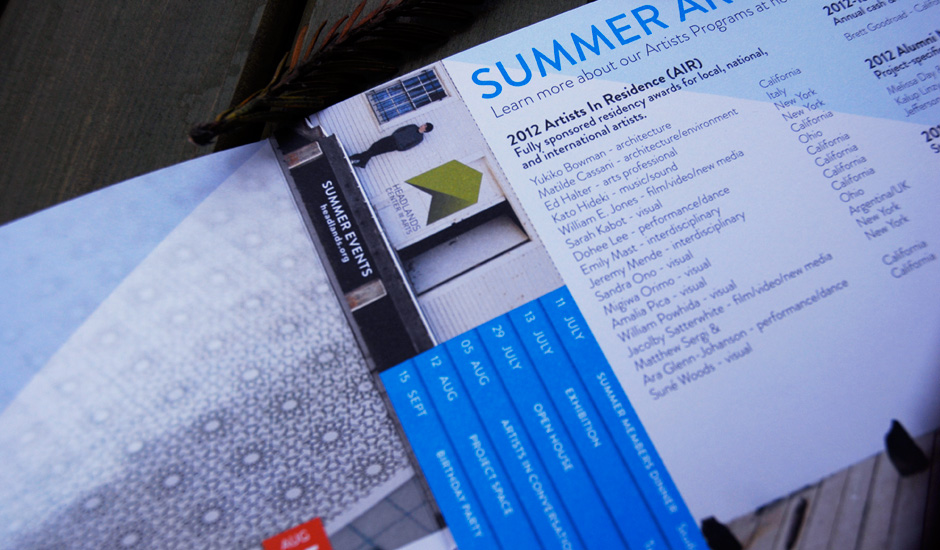 SUMMER
Learn more about our Artists Programs at
2012 Artists In Residence (AIR)
Fully sponsored residency awards for local, national,
and international artists.
Yukiko Bowman - architecture
Matilde Cassani - architecture/environment
Ed Halter - arts professional
Kato Hideki - music/sound
William E. Jones - film/video/new media
Sarah Kabot - visual
Dohee Lee - performance/dance
Emily Mast - interdisciplinary
Jeremy Mende - interdisciplinary
Sandra Ono - visual
Migiwa Orimo - visual
Amalia Pica - visual
William Powhida - visual
Jacolby Satterwhite - film/video/new media
Matthew Sergi &
Ara Glenn-Johanson - performance/dance
Suné Woods - visual
California
Italy
New York
New York
California
Ohio
California
California
California
California
Ohio
Argentina/UK
New York
New York
California
California
Annual cash
Brett Goodroad -
2012 Alumni
Project-specific
SUMMER EVENTS
headlands.org
HEADLANDS
CENTER for ARTS
11 JULY SUMMER MEMBERS DINNER
13 JULY EXHIBITION
29 JULY OPEN HOUSE
05 AUG ARTISTS IN CONVERSATION
12 AUG PROJECT SPACE
15 SEPT BIRTHDAY PARTY
AUG